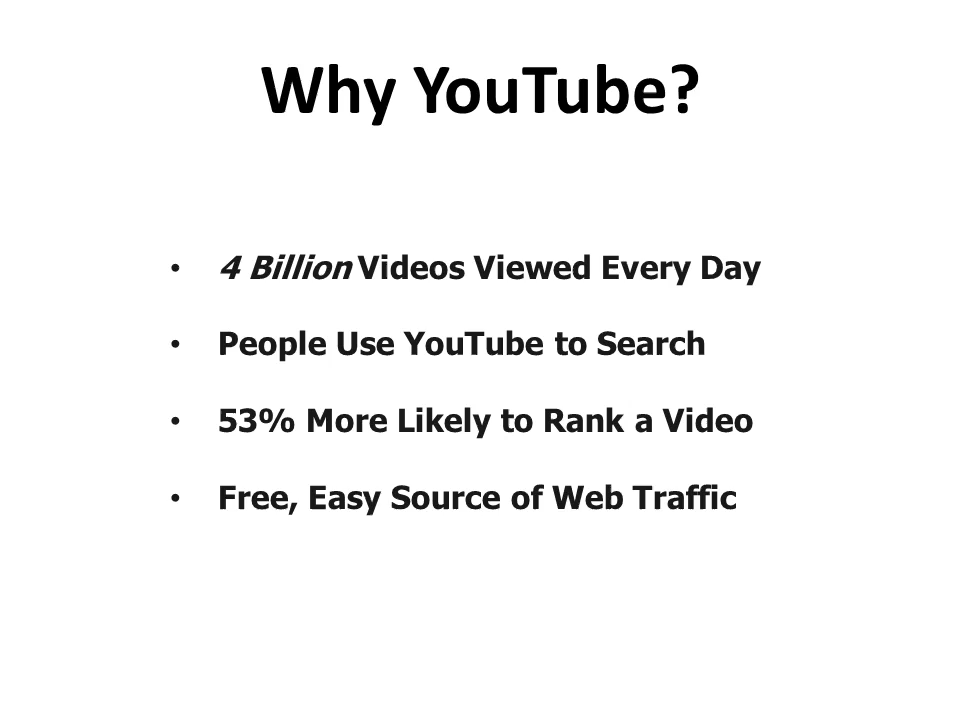 Why YouTube?
• 4 Billion Videos Viewed Every Day
• People Use YouTube to Search
• 53% More Likely to Rank a Video
• Free, Easy Source of Web Traffic